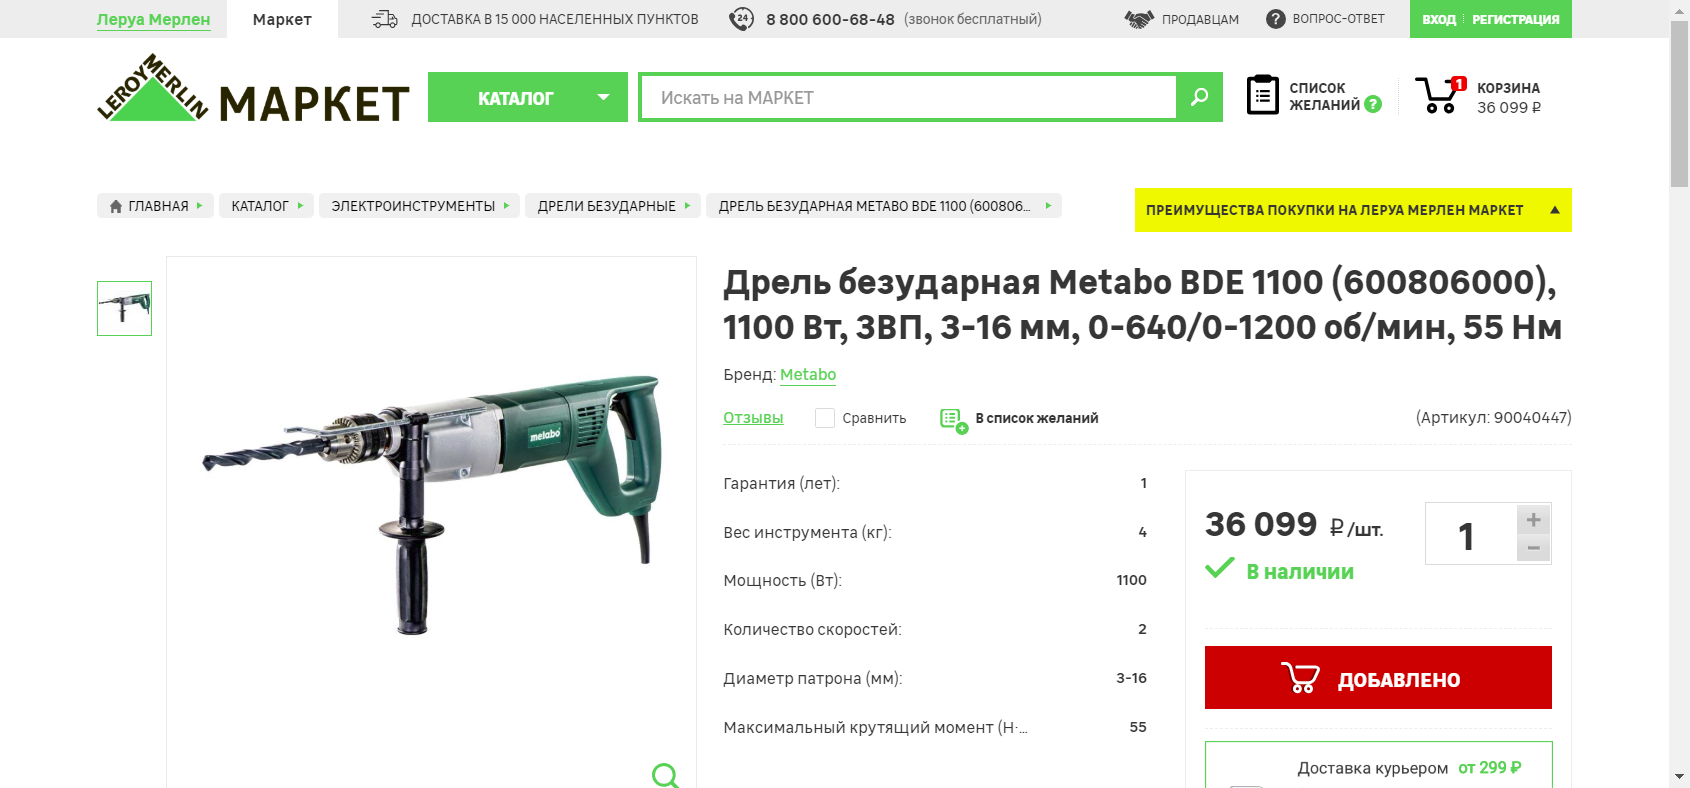 Леруа Мерлен
Маркет
ДОСТАВКА В 15 000 НАСЕЛЕННЫХ ПУНКТОВ
24
8 800 600-68-48 (звонок бесплатный)
ПРОДАВЦАМ
ВОПРОС-ОТВЕТ
ВХОД
РЕГИСТРАЦИЯ
LEROY MERLIN
МАРКЕТ
КАТАЛОГ
Искать на МАРКЕТ
СПИСОК
ЖЕЛАНИЙ ?
1
КОРЗИНА
36 099 ₽
ГЛАВНАЯ
КАТАЛОГ
ЭЛЕКТРОИНСТРУМЕНТЫ
ДРЕЛИ БЕЗУДАРНЫЕ
ДРЕЛЬ БЕЗУДАРНАЯ METABO BDE 1100 (600806...
ПРЕИМУЩЕСТВА ПОКУПКИ НА ЛЕРУА МЕРЛЕН МАРКЕТ
Дрель безударная Metabo BDE 1100 (600806000),
1100 Вт, ЗВП, 3-16 мм, 0-640/0-1200 об/мин, 55 Нм
Бренд: Metabo
Отзывы
Сравнить
В список желаний
(Артикул: 90040447)
metabo
Гарантия (лет): 1
Вес инструмента (кг): 4
Мощность (Вт): 1100
Количество скоростей: 2
Диаметр патрона (мм): 3-16
Максимальный крутящий момент (Н·... 55
36 099 ₽/шт.
1
+
−
В наличии
ДОБАВЛЕНО
Доставка курьером от 299 ₽